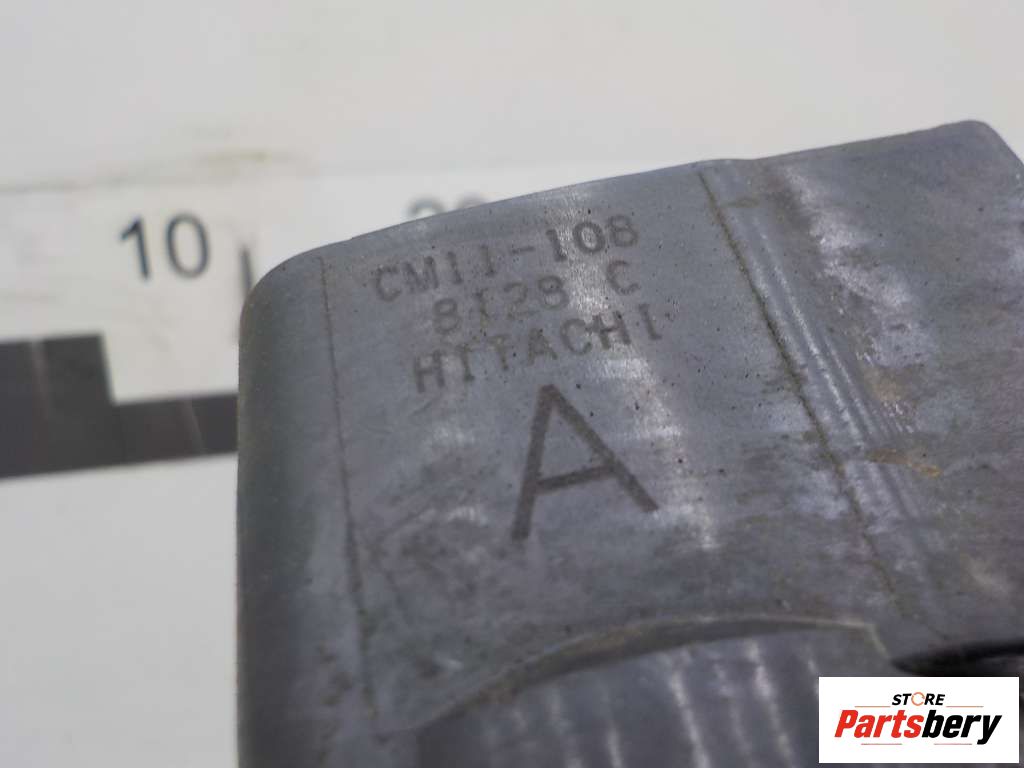 10
CM11-108
8I28 C
HITACHI
A
STORE
Partsbery